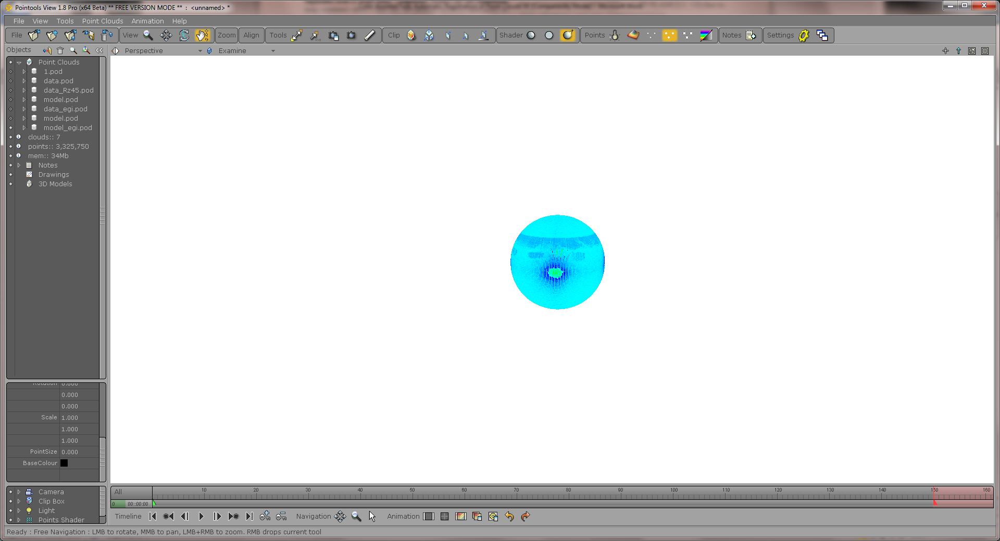 Pointools View 1.8 Pro (x64 Beta) ** FREE VERSION MODE ** : <unnamed> *
File View Tools Point Clouds Animation Help
File View Zoom Align Tools Clip Shader Points Notes Settings
Objects Perspective Examine
Point Clouds
1.pod
data.pod
data_Rz45.pod
model.pod
data_egi.pod
model.pod
model_egi.pod
clouds:: 7
points:: 3,325,750
mem:: 34Mb
Notes
Drawings
3D Models
Rotation 0.000
0.000
0.000
Scale 1.000
1.000
1.000
PointSize 0.000
BaseColour
Camera
Clip Box
Light
Points Shader
All 10 20 30 40 50 60 70 80 90 100 110 120 130 140 150 160
0 00::00:00
Timeline Navigation Animation
Ready : Free Navigation : LMB to rotate, MMB to pan, LMB+RMB to zoom. RMB drops current tool